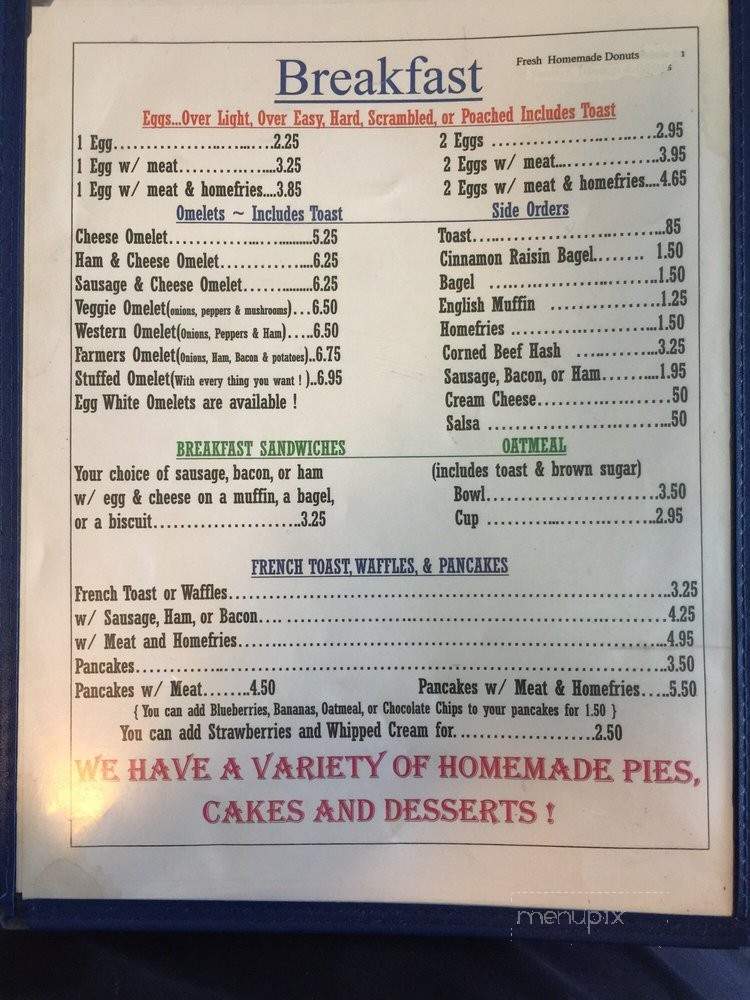 Fresh Homemade Donuts
Breakfast
Eggs...Over Light, Over Easy, Hard, Scrambled, or Poached Includes Toast
1 Egg.......................2.25
2 Eggs .......................2.95
1 Egg w/ meat................3.25
2 Eggs w/ meat................3.95
1 Egg w/ meat & homefries....3.85
2 Eggs w/ meat & homefries....4.65
Omelets ~ Includes Toast
Side Orders
Cheese Omelet.....................5.25
Toast..........................85
Ham & Cheese Omelet.............6.25
Cinnamon Raisin Bagel....... 1.50
Sausage & Cheese Omelet..........6.25
Bagel .......................1.50
Veggie Omelet(onions, peppers & mushrooms)...6.50
English Muffin ...............1.25
Western Omelet(Onions, Peppers & Ham).....6.50
Homefries .....................1.50
Farmers Omelet(Onions, Ham, Bacon & potatoes)..6.75
Corned Beef Hash ............3.25
Stuffed Omelet(With every thing you want ! )..6.95
Sausage, Bacon, or Ham.........1.95
Egg White Omelets are available !
Cream Cheese..................50
Salsa .........................50
BREAKFAST SANDWICHES
OATMEAL
Your choice of sausage, bacon, or ham
(includes toast & brown sugar)
w/ egg & cheese on a muffin, a bagel,
Bowl.......................3.50
or a biscuit.....................3.25
Cup .......................2.95
FRENCH TOAST, WAFFLES, & PANCAKES
French Toast or Waffles.............................................................3.25
w/ Sausage, Ham, or Bacon.... ....................................................4.25
w/ Meat and Homefries............................................................4.95
Pancakes.........................................................................3.50
Pancakes w/ Meat.......4.50
Pancakes w/ Meat & Homefries.....5.50
{ You can add Blueberries, Bananas, Oatmeal, or Chocolate Chips to your pancakes for 1.50 }
You can add Strawberries and Whipped Cream for....................2.50
WE HAVE A VARIETY OF HOMEMADE PIES,
CAKES AND DESSERTS !
menupix